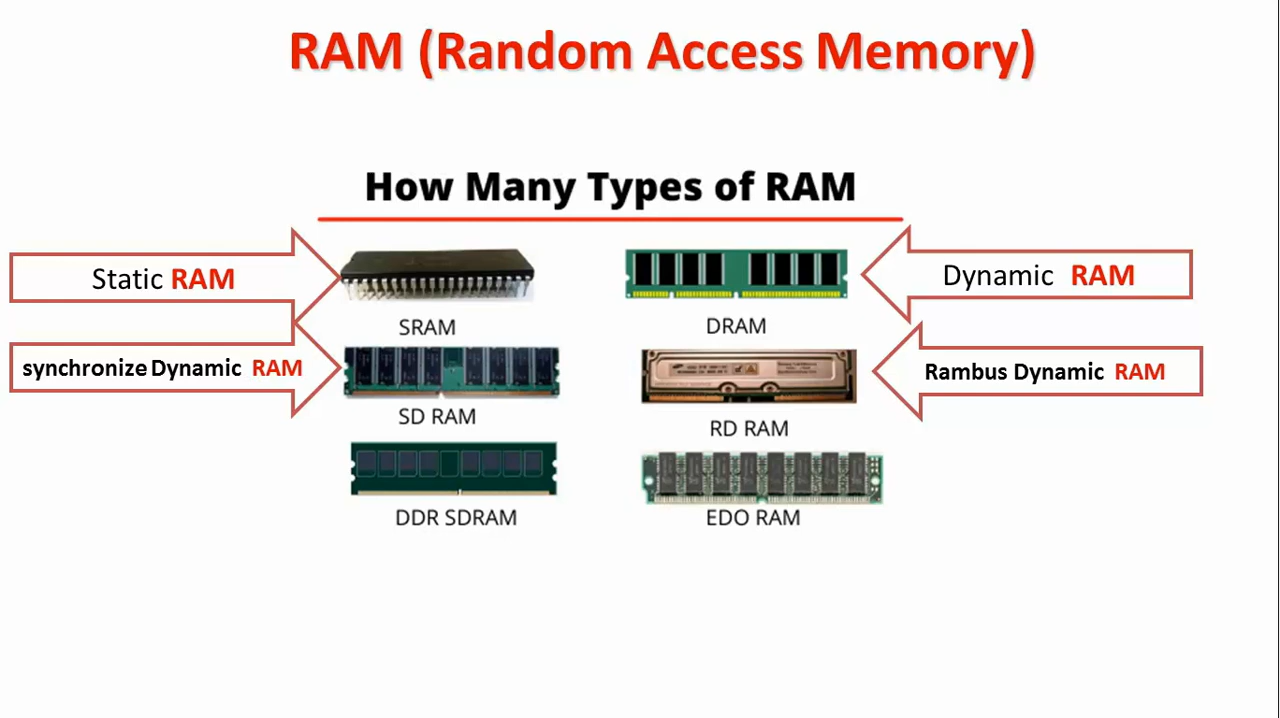 RAM (Random Access Memory)
How Many Types of RAM
Static RAM
Dynamic RAM
SRAM
DRAM
synchronize Dynamic RAM
Rambus Dynamic RAM
SD RAM
RD RAM
DDR SDRAM
EDO RAM